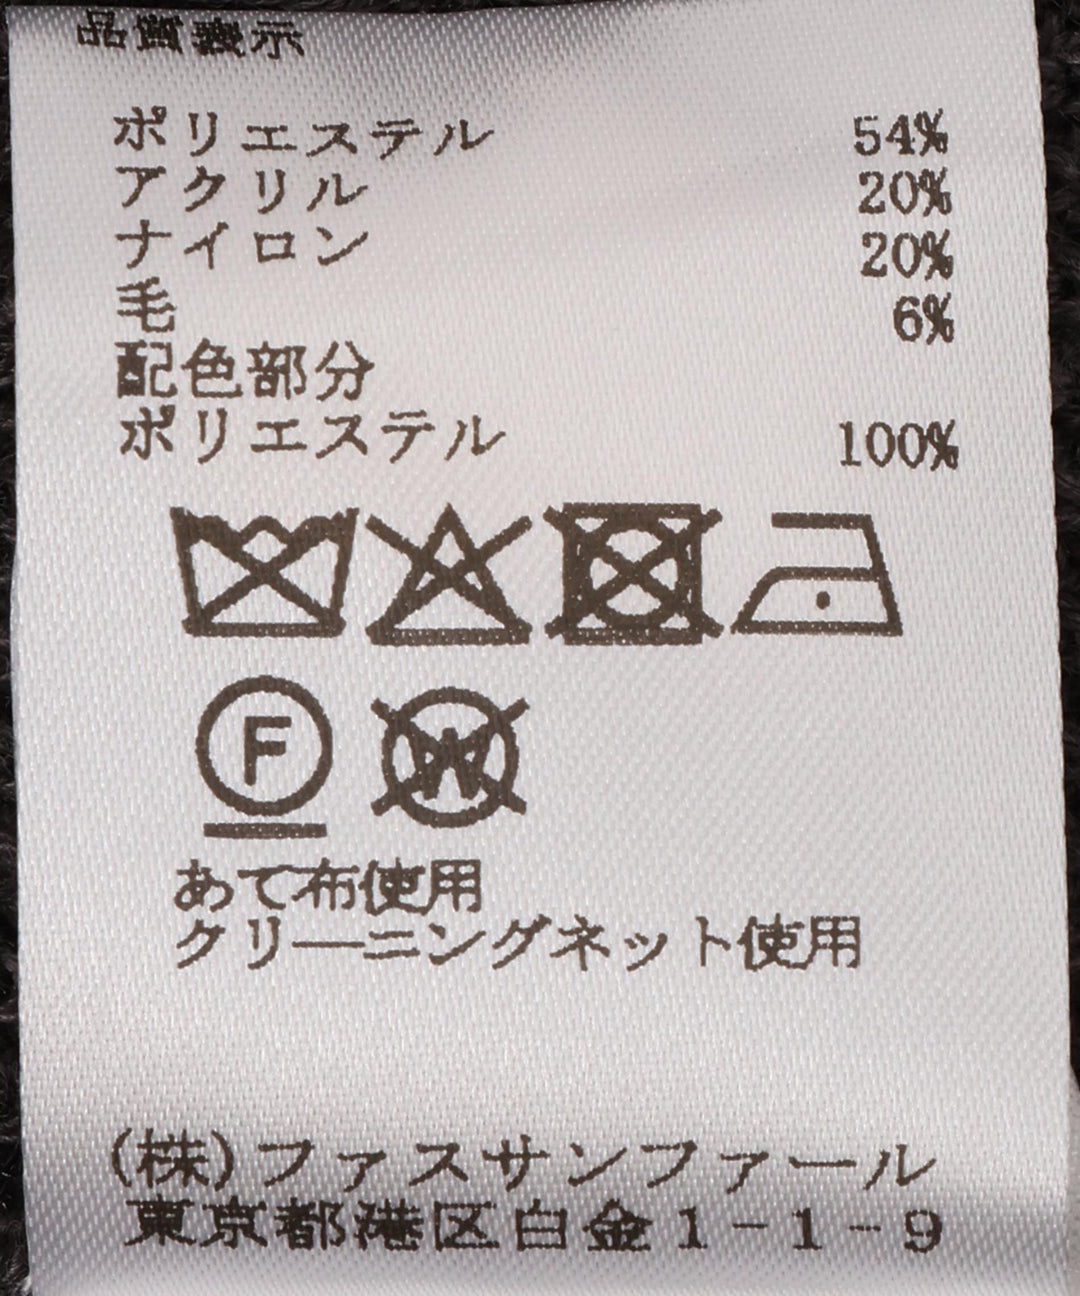 品質表示
ポリエステル 54%
アクリル 20%
ナイロン 20%
毛 6%
配色部分
ポリエステル 100%
F W
あて布使用
クリーニングネット使用
(株)ファスサンファール
東京都港区白金1-1-9